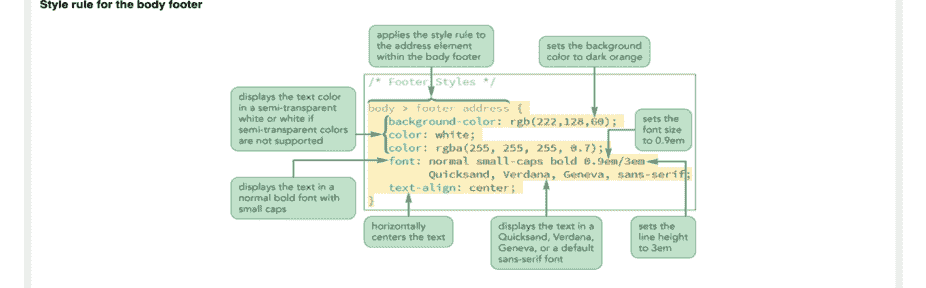 Style rule for the body footer
applies the style rule to
the address element
within the body footer
sets the background
color to dark orange
/* Footer Styles */
displays the text color
in a semi-transparent
white or white if
semi-transparent colors
are not supported
body > footer address {
background-color: rgb(222,128,60);
color: white;
color: rgba(255, 255, 255, 0.7);
font: normal small-caps bold 0.9em/3em
Quicksand, Verdana, Geneva, sans-serif;
text-align: center;
}
sets the
font size
to 0.9em
displays the text in a
normal bold font with
small caps
horizontally
centers the text
displays the text in a
Quicksand, Verdana,
Geneva, or a default
sans-serif font
sets the
line height
to 3em